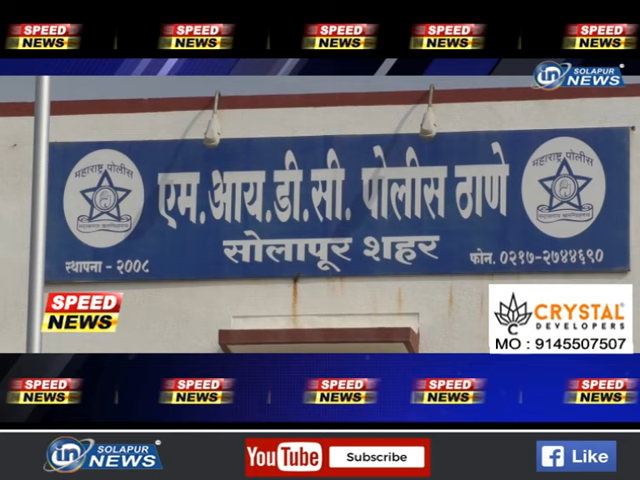 SPEED NEWS SPEED NEWS SPEED NEWS SPEED NEWS SPEED NEWS
in SOLAPUR NEWS
महाराष्ट्र पोलीस
एम.आय.डी.सी. पोलीस ठाणे
महाराष्ट्र पोलीस
सोलापूर शहर
स्थापना - २००८
फोन. ०२१७-२७४४६९०
SPEED NEWS
CRYSTAL
DEVELOPERS
MO : 9145507507
SPEED NEWS SPEED NEWS SPEED NEWS SPEED NEWS SPEED NEWS
in SOLAPUR NEWS
YouTube Subscribe
f Like